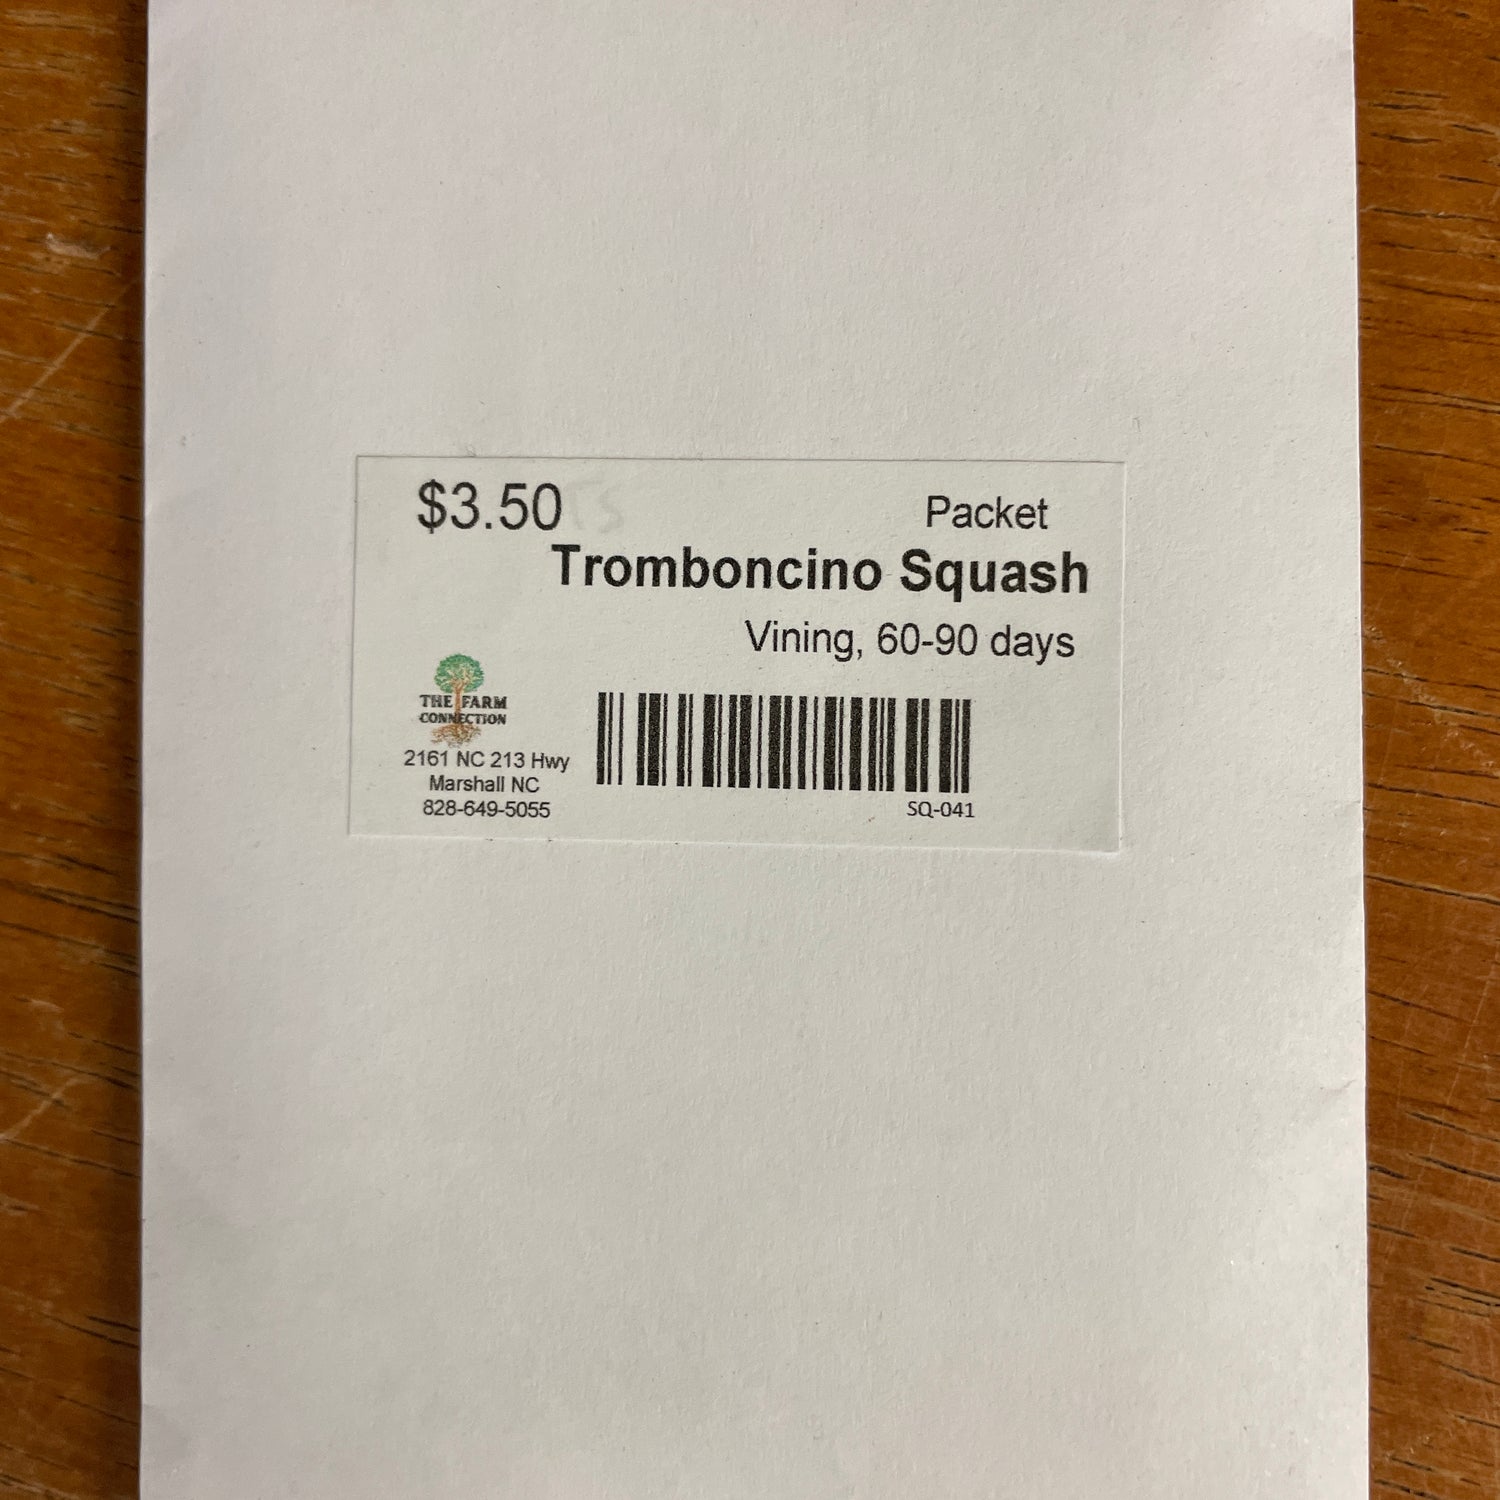 $3.50
Packet
Tromboncino Squash
Vining, 60-90 days
THE FARM
CONNECTION
2161 NC 213 Hwy
Marshall NC
828-649-5055
SQ-041